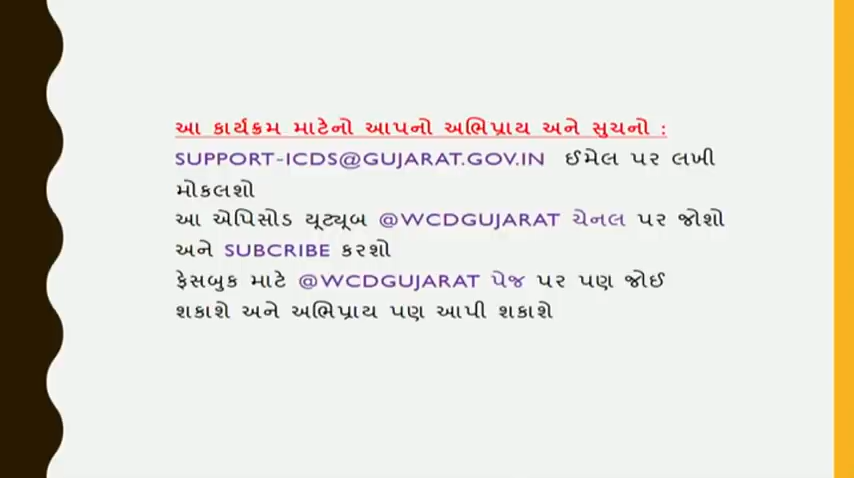 આ કાર્યક્રમ માટેનો આપનો અભિપ્રાય અને સુચનો :
SUPPORT-ICDS@GUJARAT.GOV.IN ઈમેલ પર લખી
મોકલશો
આ એપિસોડ યૂટ્યૂબ @WCDGUJARAT ચેનલ પર જોશો
અને SUBCRIBE કરશો
ફેસબુક માટે @WCDGUJARAT પેજ પર પણ જોઈ
શકાશે અને અભિપ્રાય પણ આપી શકાશે